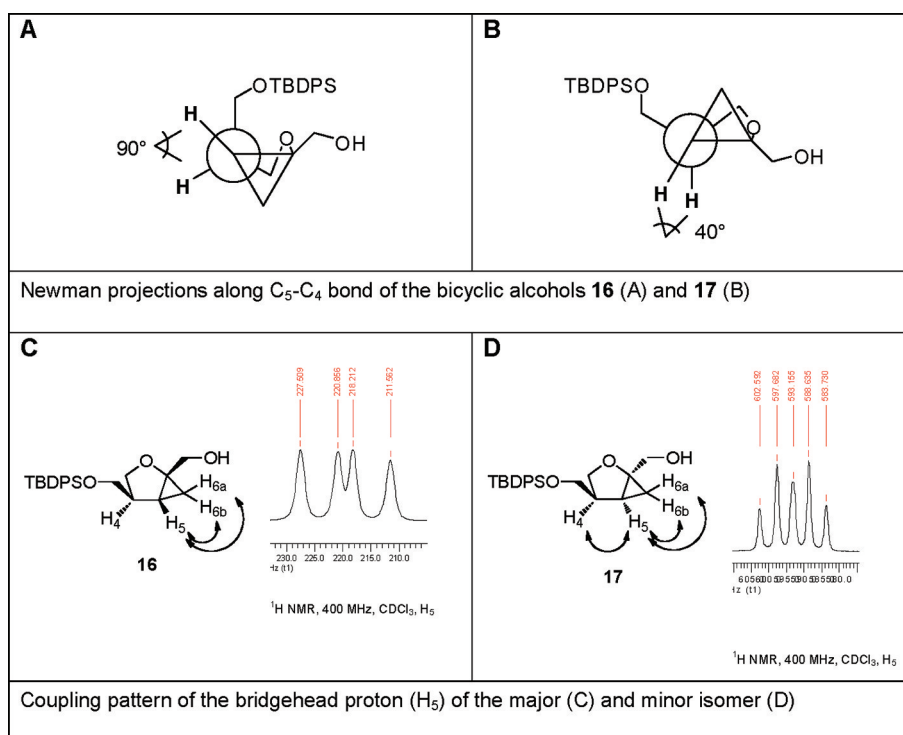 A
OTBDPS
H
O
90°
OH
H
B
TBDPSO
O
OH
H H
40°
Newman projections along C₅-C₄ bond of the bicyclic alcohols 16 (A) and 17 (B)
C
227.509
220.856
218.212
211.562
OH
O
TBDPSO
H6a
H6b
H4
H5
16
230.0 225.0 220.0 215.0 210.0
Hz (t1)
¹H NMR, 400 MHz, CDCl₃, H₅
D
602.592
597.682
593.155
588.635
583.730
OH
O
TBDPSO
H6a
H6b
H4
H5
17
¹H NMR, 400 MHz, CDCl₃, H₅
Coupling pattern of the bridgehead proton (H₅) of the major (C) and minor isomer (D)